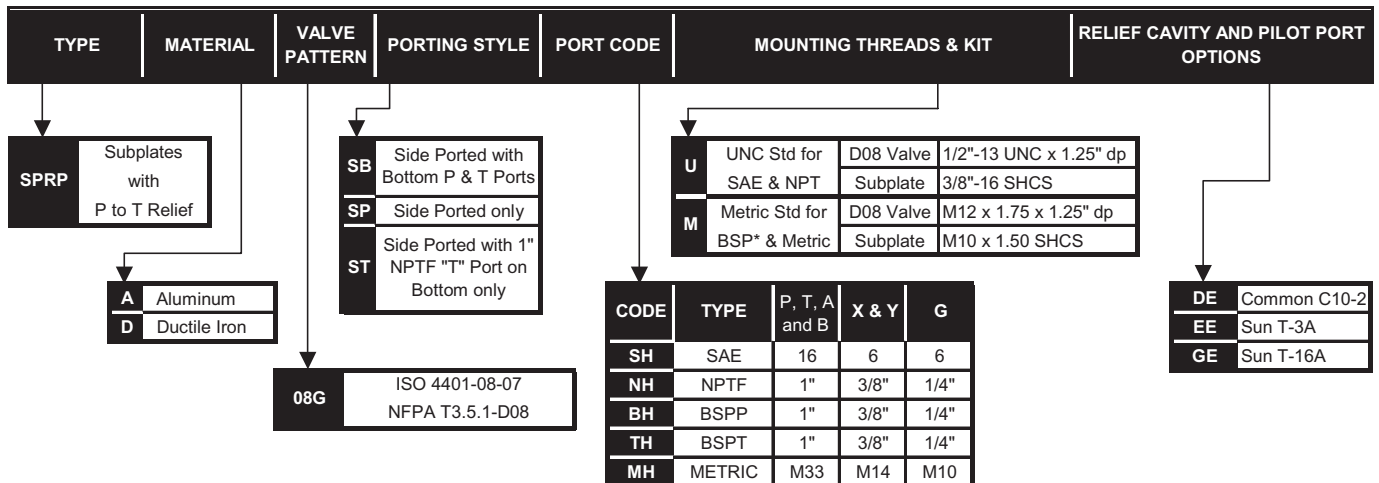 TYPE
MATERIAL
VALVE
PATTERN
PORTING STYLE
PORT CODE
MOUNTING THREADS & KIT
RELIEF CAVITY AND PILOT PORT
OPTIONS
SPRP
Subplates
with
P to T Relief
A Aluminum
D Ductile Iron
08G
ISO 4401-08-07
NFPA T3.5.1-D08
SB
Side Ported with
Bottom P & T Ports
SP Side Ported only
ST
Side Ported with 1"
NPTF "T" Port on
Bottom only
CODE TYPE P, T, A and B X & Y G
SH SAE 16 6 6
NH NPTF 1" 3/8" 1/4"
BH BSPP 1" 3/8" 1/4"
TH BSPT 1" 3/8" 1/4"
MH METRIC M33 M14 M10
U
UNC Std for
SAE & NPT
D08 Valve 1/2"-13 UNC x 1.25" dp
Subplate 3/8"-16 SHCS
M
Metric Std for
BSP* & Metric
D08 Valve M12 x 1.75 x 1.25" dp
Subplate M10 x 1.50 SHCS
DE Common C10-2
EE Sun T-3A
GE Sun T-16A